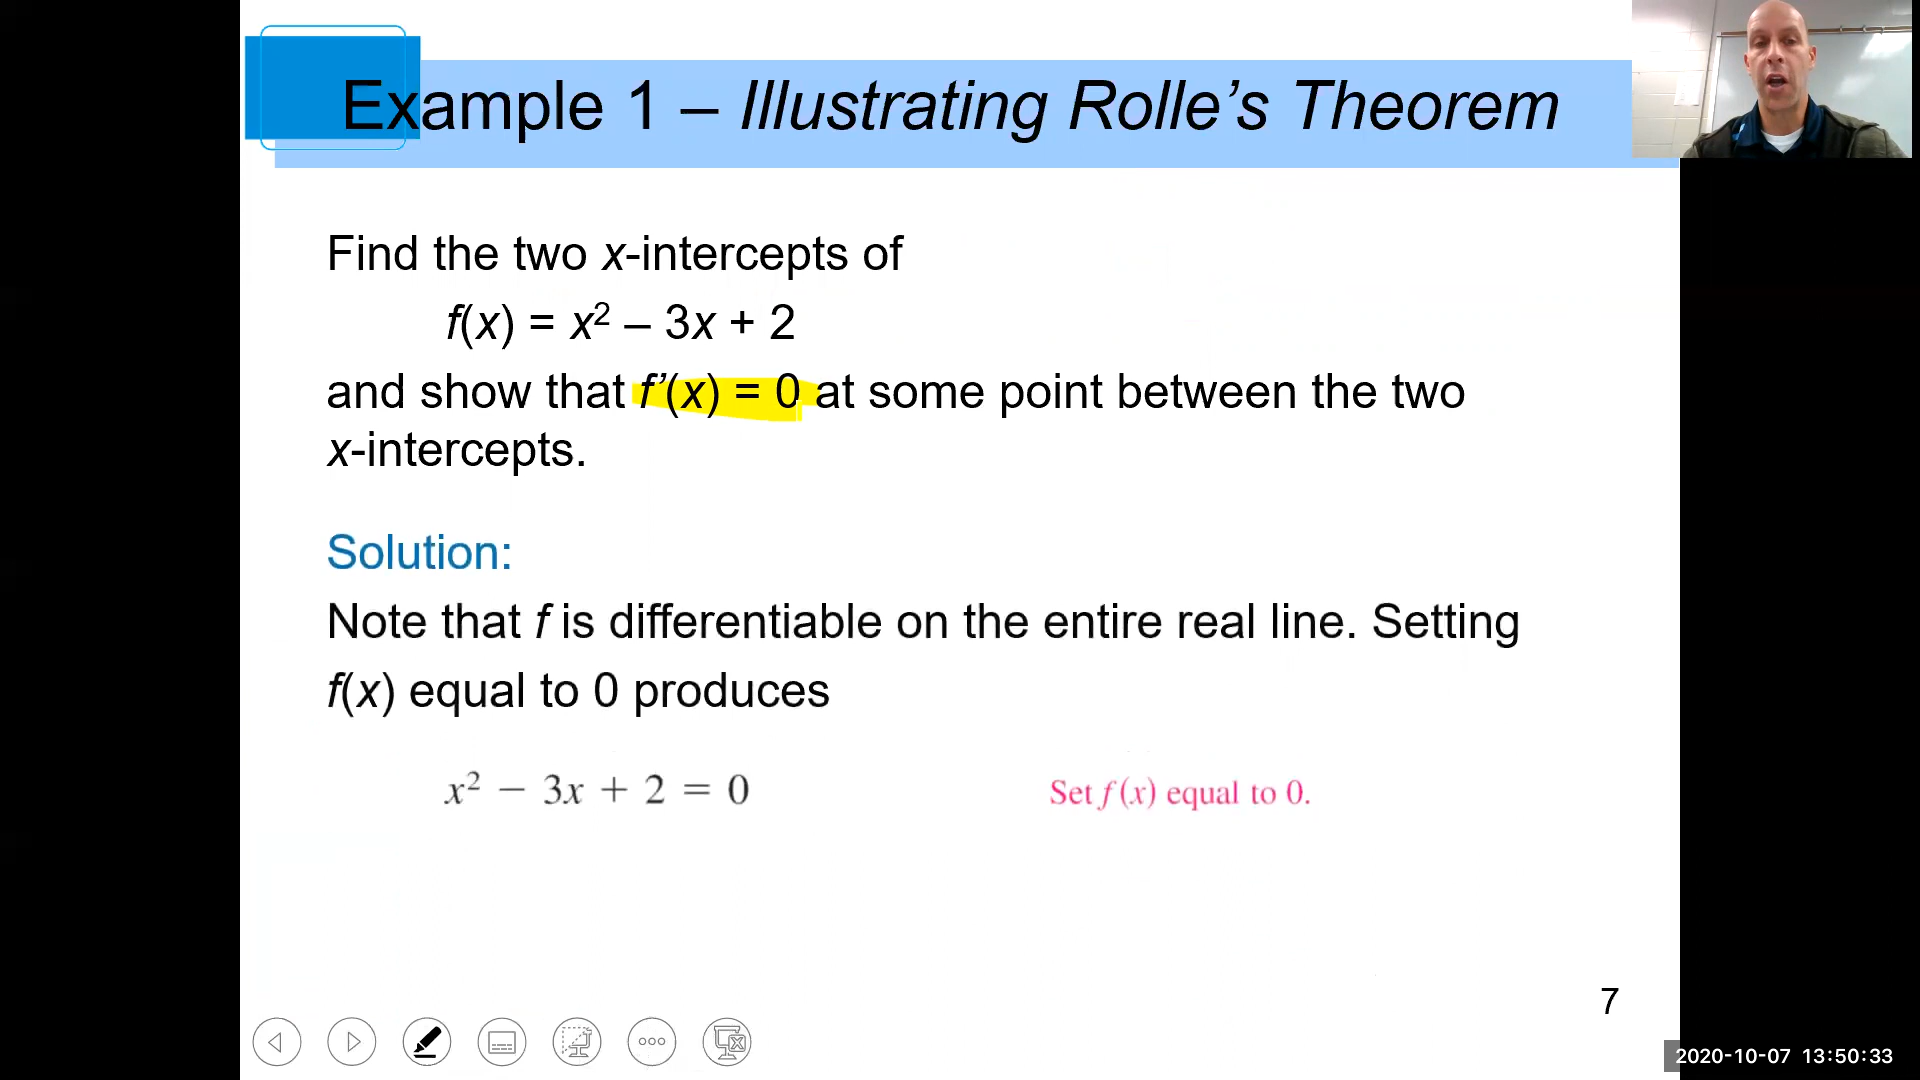 Example 1 – Illustrating Rolle’s Theorem
Find the two x-intercepts of
f(x) = x² – 3x + 2
and show that f’(x) = 0 at some point between the two
x-intercepts.
Solution:
Note that f is differentiable on the entire real line. Setting
f(x) equal to 0 produces
x² − 3x + 2 = 0 Set f(x) equal to 0.
7
2020-10-07 13:50:33